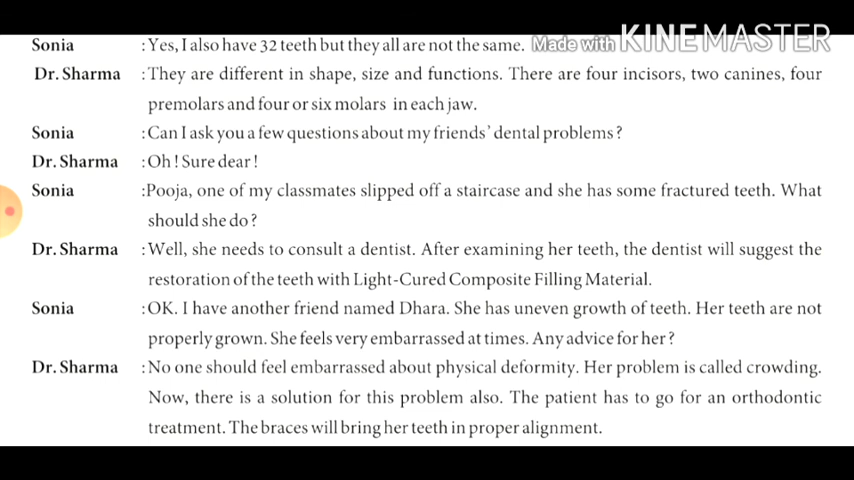 Sonia : Yes, I also have 32 teeth but they all are not the same. Made with KINEMASTER
Dr. Sharma : They are different in shape, size and functions. There are four incisors, two canines, four
premolars and four or six molars in each jaw.
Sonia : Can I ask you a few questions about my friends' dental problems ?
Dr. Sharma : Oh ! Sure dear !
Sonia :Pooja, one of my classmates slipped off a staircase and she has some fractured teeth. What
should she do ?
Dr. Sharma : Well, she needs to consult a dentist. After examining her teeth, the dentist will suggest the
restoration of the teeth with Light-Cured Composite Filling Material.
Sonia : OK. I have another friend named Dhara. She has uneven growth of teeth. Her teeth are not
properly grown. She feels very embarrassed at times. Any advice for her ?
Dr. Sharma : No one should feel embarrassed about physical deformity. Her problem is called crowding.
Now, there is a solution for this problem also. The patient has to go for an orthodontic
treatment. The braces will bring her teeth in proper alignment.